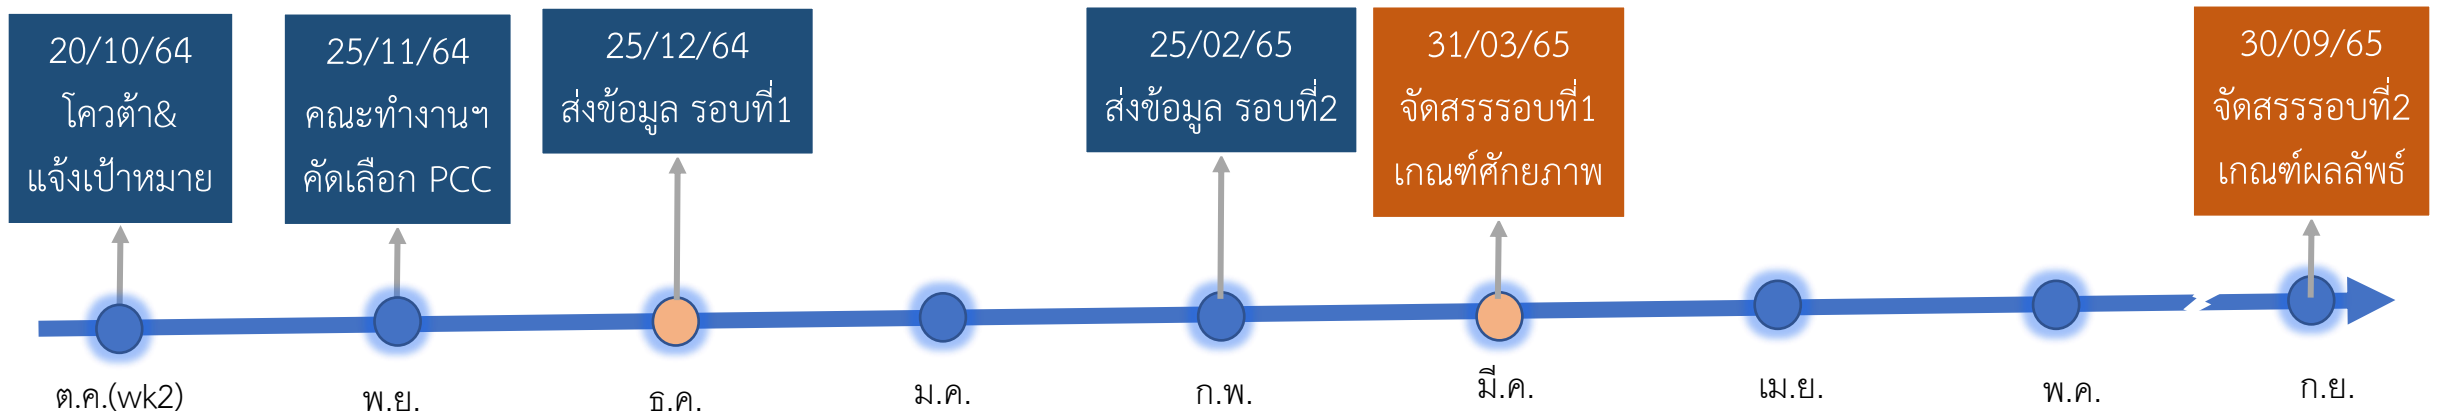 20/10/64
โควต้า&
แจ้งเป้าหมาย
25/11/64
คณะทำงานฯ
คัดเลือก PCC
25/12/64
ส่งข้อมูล รอบที่1
25/02/65
ส่งข้อมูล รอบที่2
31/03/65
จัดสรรรอบที่1
เกณฑ์ศักยภาพ
30/09/65
จัดสรรรอบที่2
เกณฑ์ผลลัพธ์
ต.ค.(wk2)
พ.ย.
ธ.ค.
ม.ค.
ก.พ.
มี.ค.
เม.ย.
พ.ค.
ก.ย.